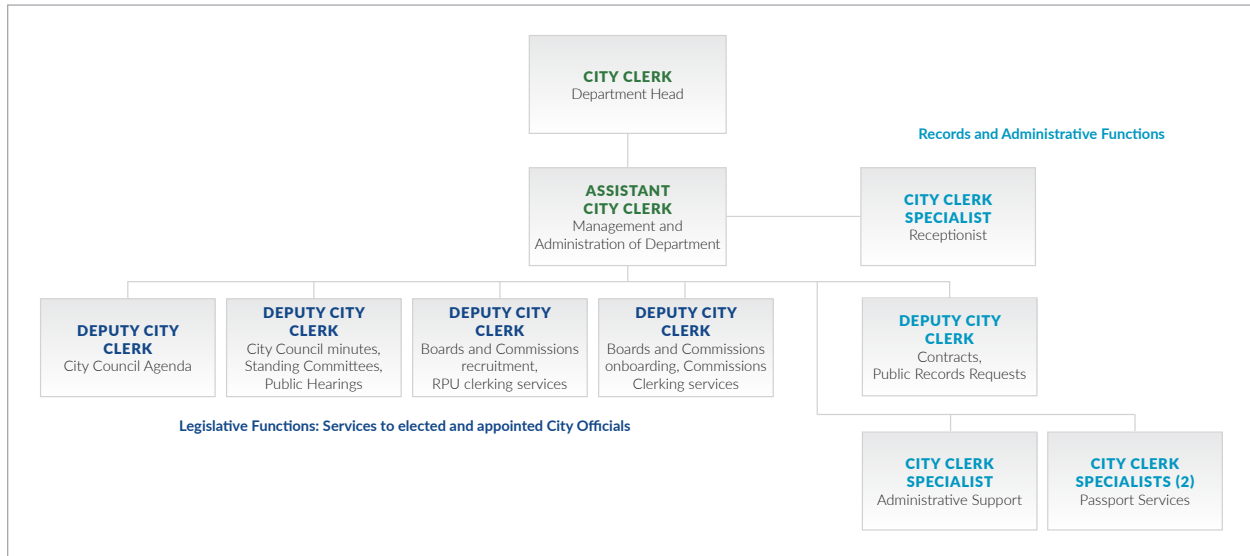 CITY CLERK
Department Head
Records and Administrative Functions
ASSISTANT
CITY CLERK
Management and
Administration of Department
CITY CLERK
SPECIALIST
Receptionist
DEPUTY CITY
CLERK
City Council Agenda
DEPUTY CITY
CLERK
City Council minutes,
Standing Committees,
Public Hearings
DEPUTY CITY
CLERK
Boards and Commissions
recruitment,
RPU clerking services
DEPUTY CITY
CLERK
Boards and Commissions
onboarding, Commissions
Clerking services
DEPUTY CITY
CLERK
Contracts,
Public Records Requests
Legislative Functions: Services to elected and appointed City Officials
CITY CLERK
SPECIALIST
Administrative Support
CITY CLERK
SPECIALISTS (2)
Passport Services